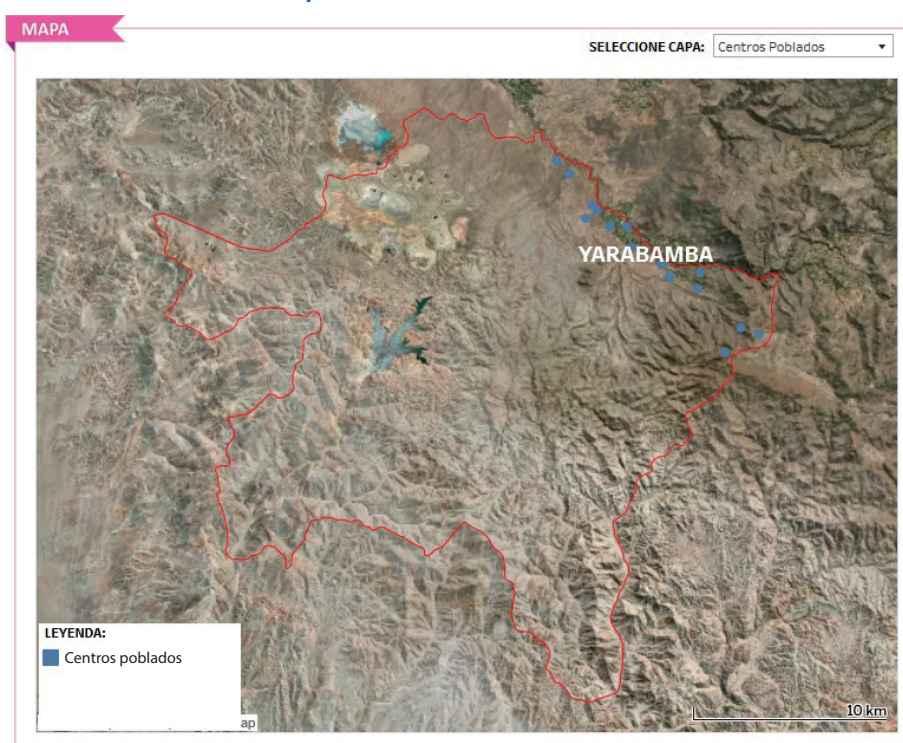 MAPA
SELECCIONE CAPA: Centros Poblados
YARABAMBA
LEYENDA:
Centros poblados
ap
10 km